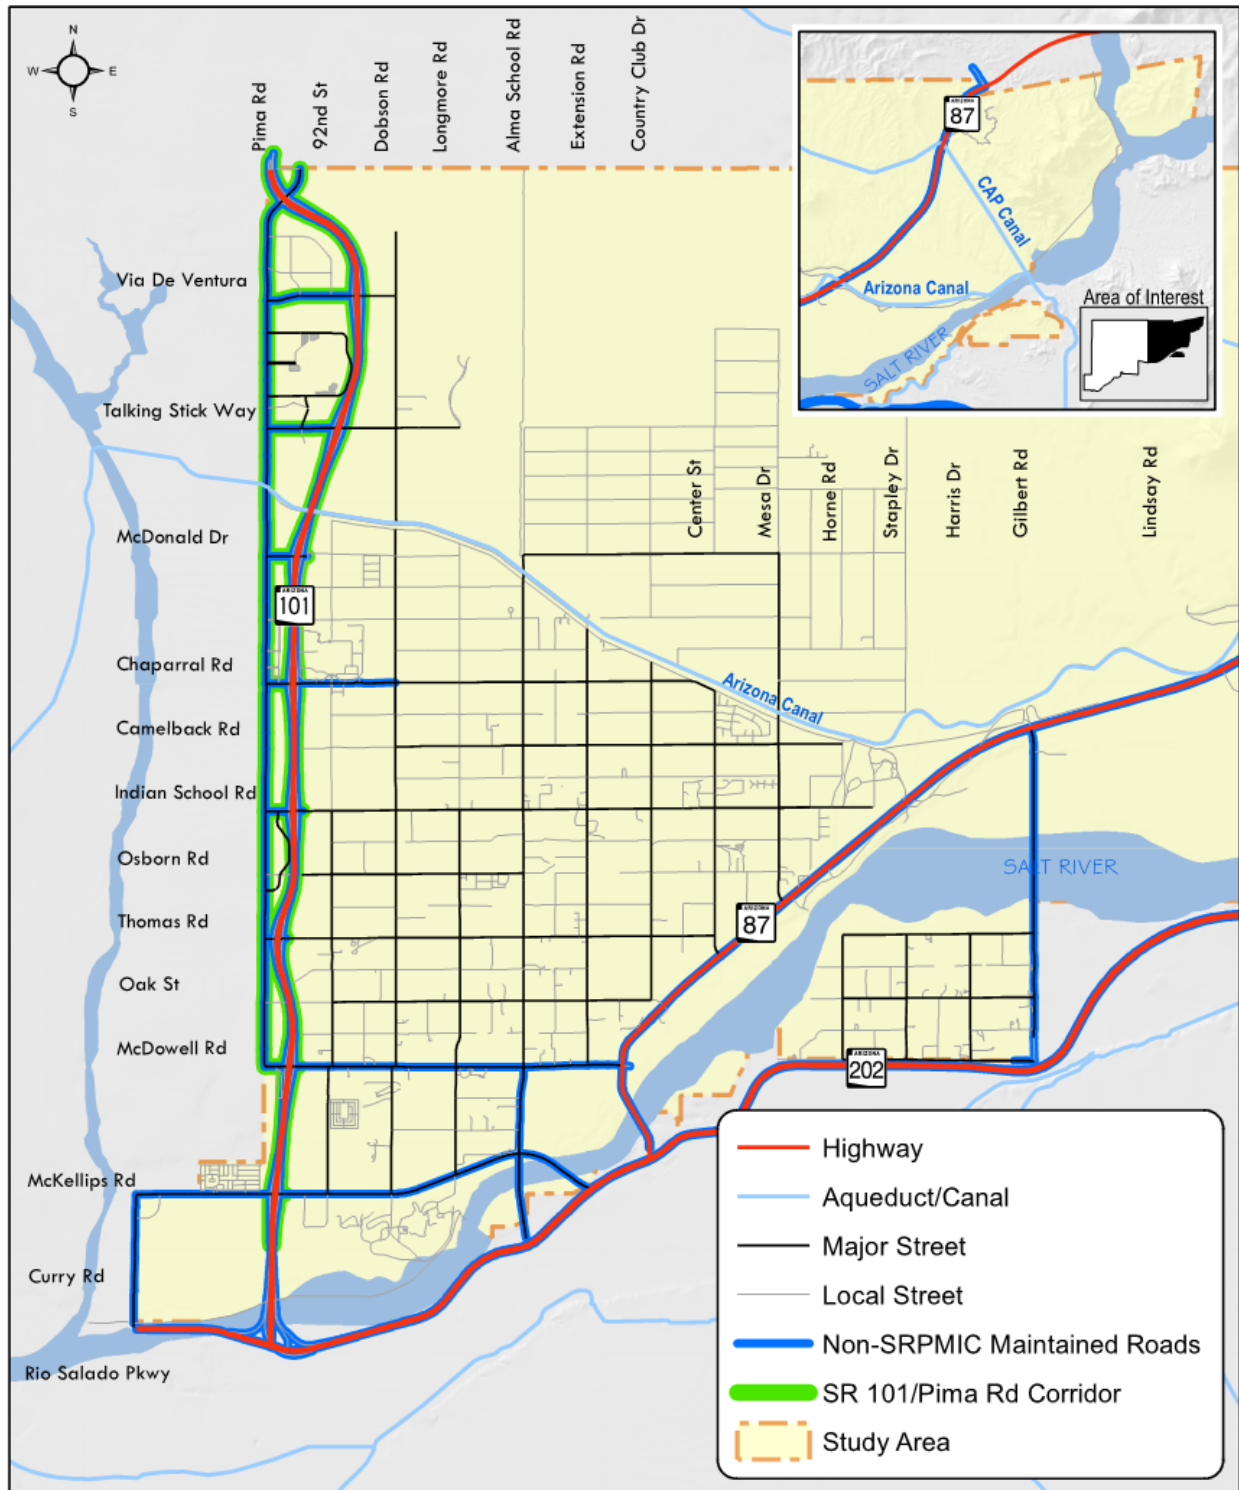 N
W E
S
Pima Rd
92nd St
Dobson Rd
Longmore Rd
Alma School Rd
Extension Rd
Country Club Dr
ARIZONA
87
CAP Canal
Arizona Canal
SALT RIVER
Area of Interest
Via De Ventura
Talking Stick Way
McDonald Dr
Center St
Mesa Dr
Horne Rd
Stapley Dr
Harris Dr
Gilbert Rd
Lindsay Rd
ARIZONA
101
Chaparral Rd
Arizona Canal
Camelback Rd
Indian School Rd
Osborn Rd
SALT RIVER
Thomas Rd
ARIZONA
87
Oak St
McDowell Rd
ARIZONA
202
McKellips Rd
Curry Rd
Rio Salado Pkwy
Highway
Aqueduct/Canal
Major Street
Local Street
Non-SRPMIC Maintained Roads
SR 101/Pima Rd Corridor
Study Area